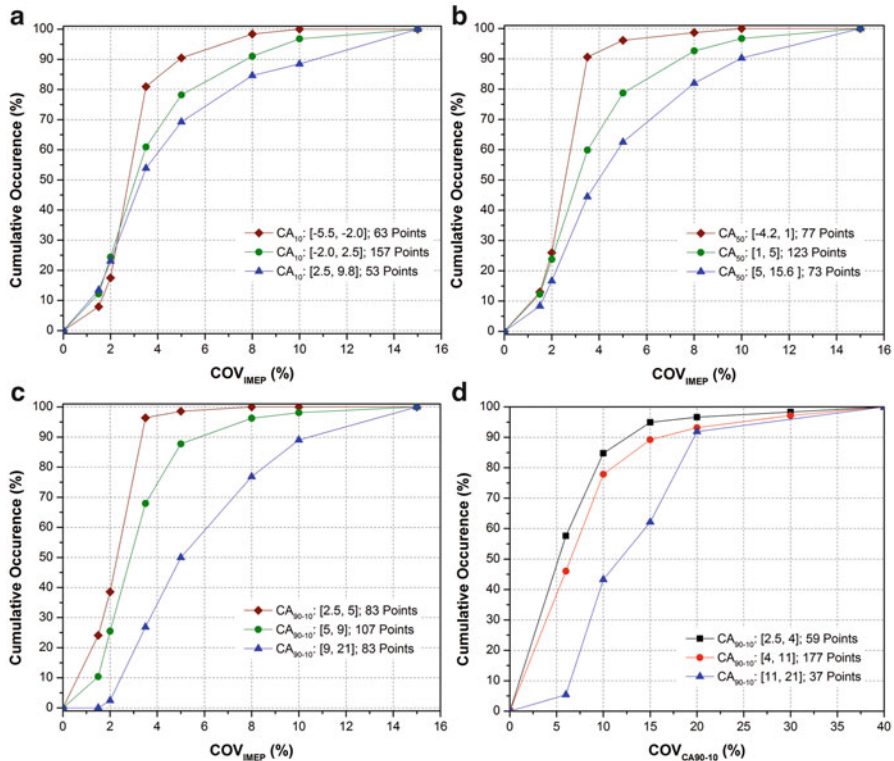 a
Cumulative Occurence (%)
100
90
80
70
60
50
40
30
20
10
0
CA10: [-5.5, -2.0]; 63 Points
CA10: [-2.0, 2.5]; 157 Points
CA10: [2.5, 9.8]; 53 Points
0 2 4 6 8 10 12 14 16
COVIMEP (%)
b
Cumulative Occurence (%)
100
90
80
70
60
50
40
30
20
10
0
CA50: [-4.2, 1]; 77 Points
CA50: [1, 5]; 123 Points
CA50: [5, 15.6 ]; 73 Points
0 2 4 6 8 10 12 14 16
COVIMEP (%)
c
Cumulative Occurence (%)
100
90
80
70
60
50
40
30
20
10
0
CA90-10: [2.5, 5]; 83 Points
CA90-10: [5, 9]; 107 Points
CA90-10: [9, 21]; 83 Points
0 2 4 6 8 10 12 14 16
COVIMEP (%)
d
Cumulative Occurence (%)
100
90
80
70
60
50
40
30
20
10
0
CA90-10: [2.5, 4]; 59 Points
CA90-10: [4, 11]; 177 Points
CA90-10: [11, 21]; 37 Points
0 5 10 15 20 25 30 35 40
COVCA90-10 (%)